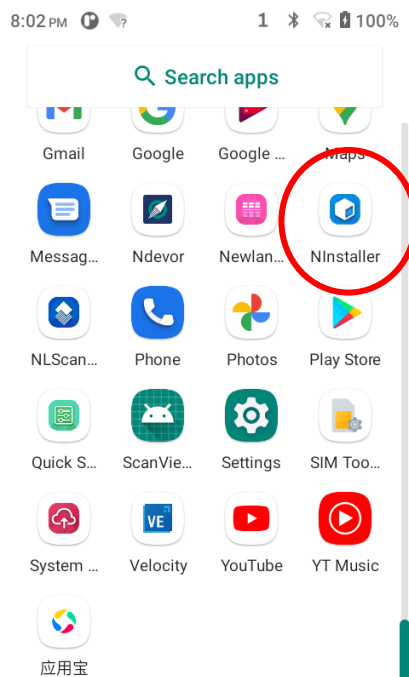 8:02 PM ? 1 100%
Search apps
Gmail Google Google ... Maps
Messag... Ndevor Newlan... NInstaller
NLScan... Phone Photos Play Store
Quick S... ScanVie... Settings SIM Too...
VE
System ... Velocity YouTube YT Music
应用宝